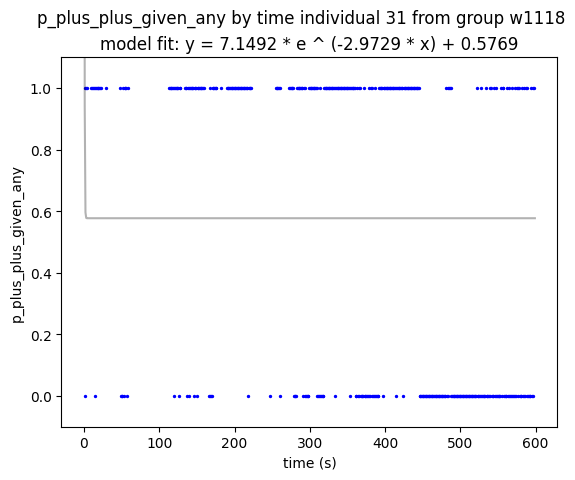 p_plus_plus_given_any by time individual 31 from group w1118
model fit: y = 7.1492 * e ^ (-2.9729 * x) + 0.5769
p_plus_plus_given_any
1.0
0.8
0.6
0.4
0.2
0.0
0 100 200 300 400 500 600
time (s)